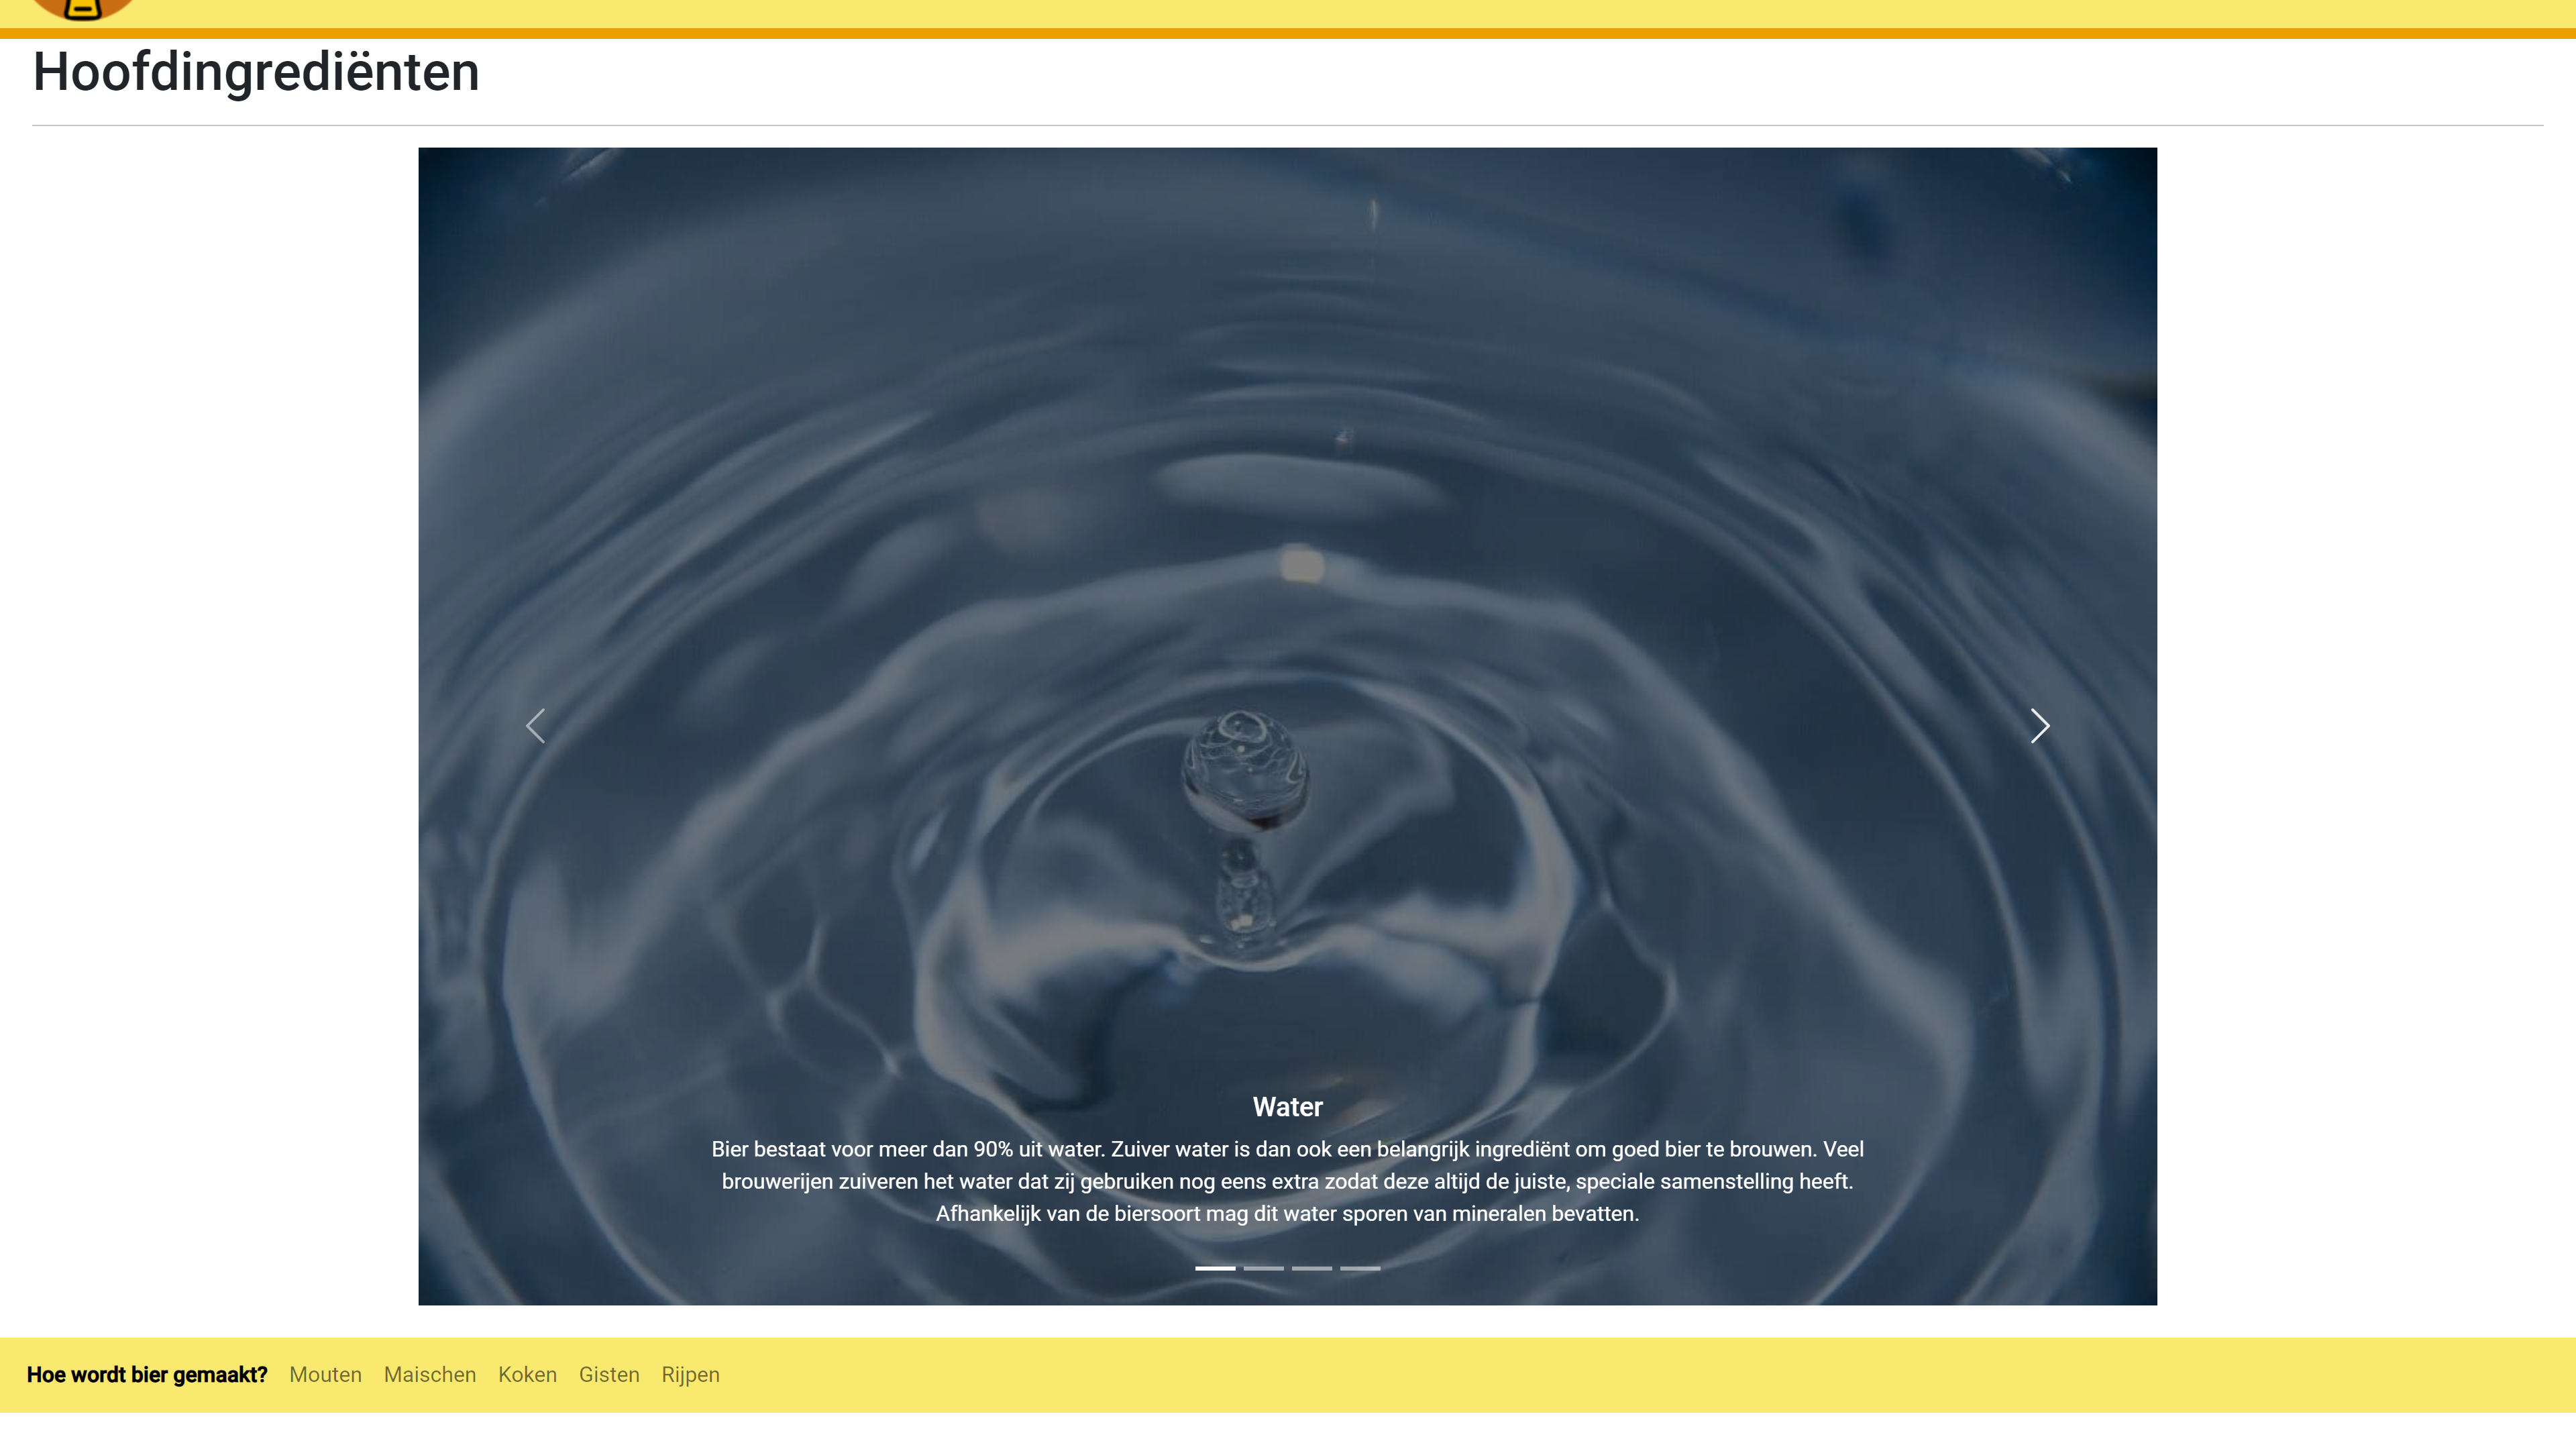 Hoofdingrediënten
Water
Bier bestaat voor meer dan 90% uit water. Zuiver water is dan ook een belangrijk ingrediënt om goed bier te brouwen. Veel
brouwerijen zuiveren het water dat zij gebruiken nog eens extra zodat deze altijd de juiste, speciale samenstelling heeft.
Afhankelijk van de biersoort mag dit water sporen van mineralen bevatten.
Hoe wordt bier gemaakt? Mouten Maischen Koken Gisten Rijpen